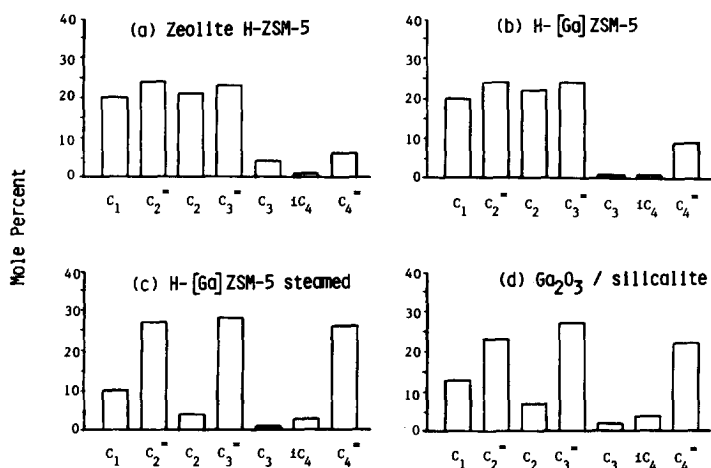 (a) Zeolite H-ZSM-5
40
30
20
10
0
C₁ C₂⁼ C₂ C₃⁼ C₃ iC₄ C₄⁼
(b) H-[Ga]ZSM-5
40
30
20
10
0
C₁ C₂⁼ C₂ C₃⁼ C₃ iC₄ C₄⁼
Mole Percent
(c) H-[Ga]ZSM-5 steamed
40
30
20
10
0
C₁ C₂⁼ C₂ C₃⁼ C₃ iC₄ C₄⁼
(d) Ga₂O₃ / silicalite
40
30
20
10
0
C₁ C₂⁼ C₂ C₃⁼ C₃ iC₄ C₄⁼